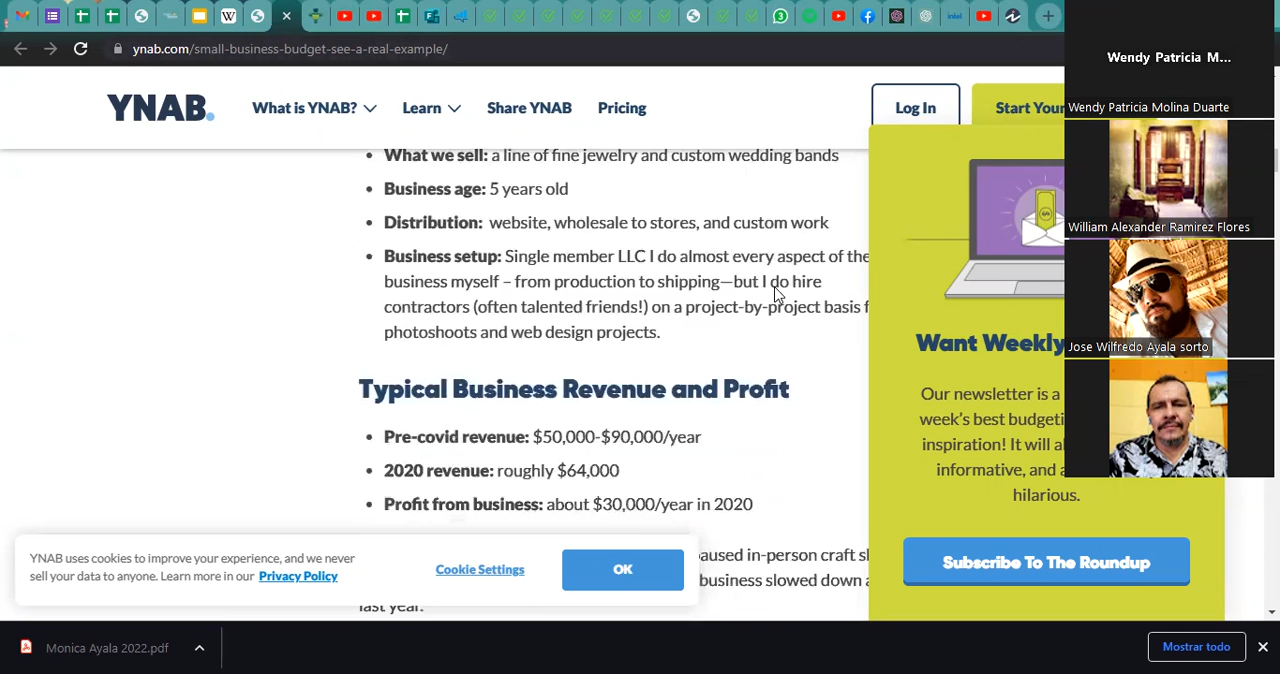 3
intel
ynab.com/small-business-budget-see-a-real-example/
YNAB.
What is YNAB?
Learn
Share YNAB
Pricing
Log In
Start Your
What we sell: a line of fine jewelry and custom wedding bands
Business age: 5 years old
Distribution: website, wholesale to stores, and custom work
Business setup: Single member LLC I do almost every aspect of the
business myself – from production to shipping—but I do hire
contractors (often talented friends!) on a project-by-project basis f
photoshoots and web design projects.
Typical Business Revenue and Profit
Pre-covid revenue: $50,000-$90,000/year
2020 revenue: roughly $64,000
Profit from business: about $30,000/year in 2020
paused in-person craft s
business slowed down a
last year.
Want Weekly
Our newsletter is a
week's best budgeti
inspiration! It will al
informative, and a
hilarious.
Subscribe To The Roundup
YNAB uses cookies to improve your experience, and we never
sell your data to anyone. Learn more in our Privacy Policy
Cookie Settings
OK
Wendy Patricia M...
Wendy Patricia Molina Duarte
William Alexander Ramirez Flores
Jose Wilfredo Ayala sorto
Monica Ayala 2022.pdf
Mostrar todo